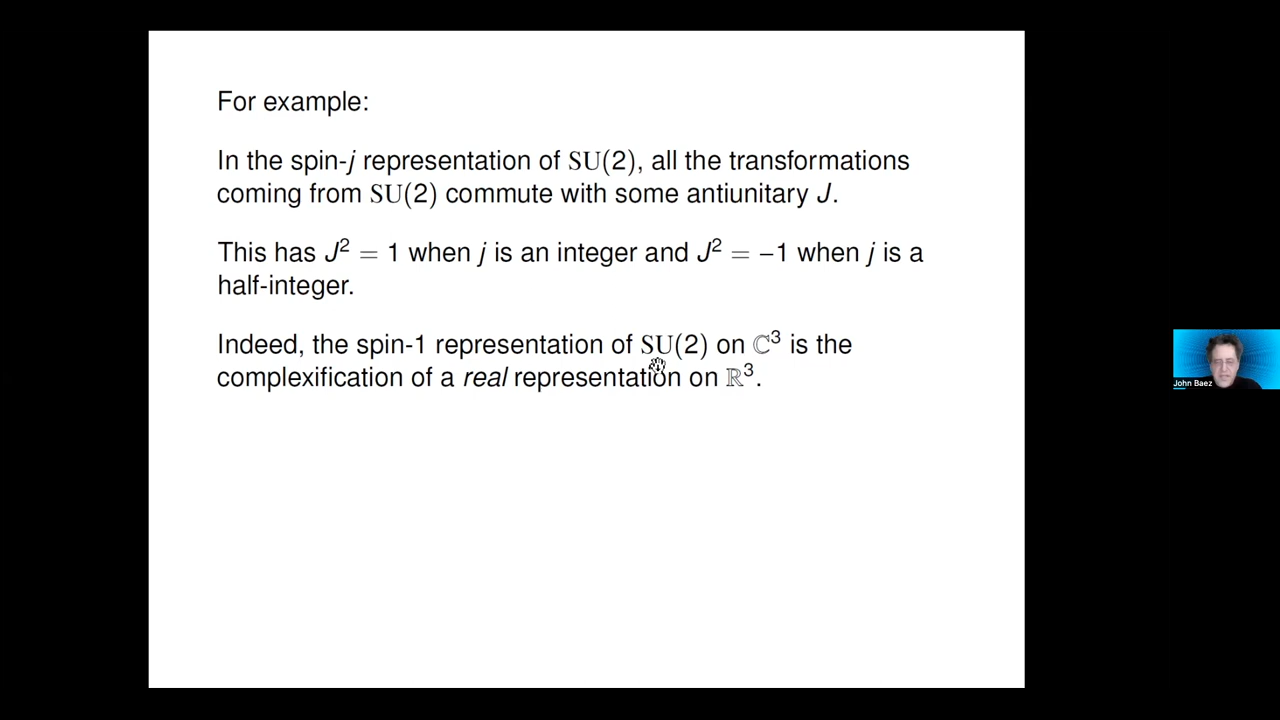 For example:
In the spin-j representation of SU(2), all the transformations
coming from SU(2) commute with some antiunitary J.
This has J² = 1 when j is an integer and J² = −1 when j is a
half-integer.
Indeed, the spin-1 representation of SU(2) on ℂ³ is the
complexification of a real representation on ℝ³.
John Baez